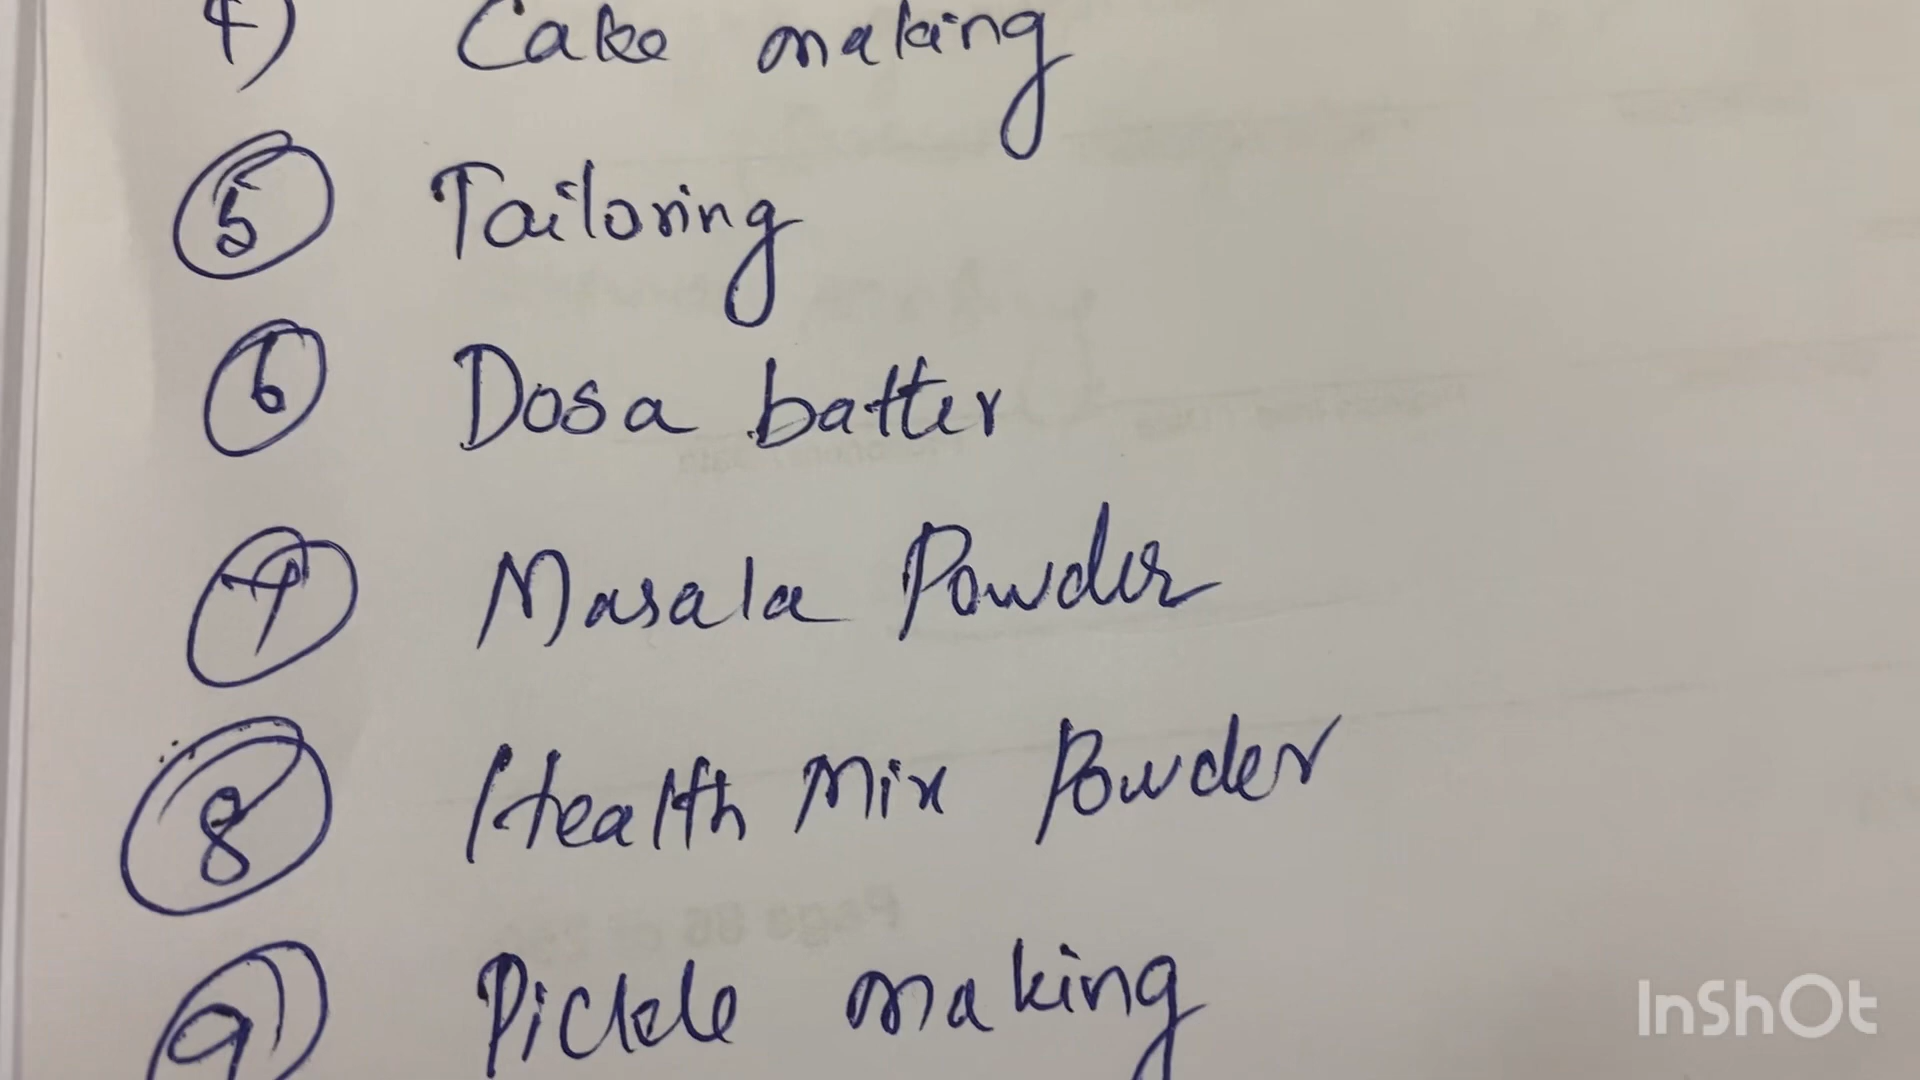 4) Cake making
5 Tailoring
6 Dosa batter
7 Masala Powder
8 Health Mix Powder
9 Pickle making
InShOt